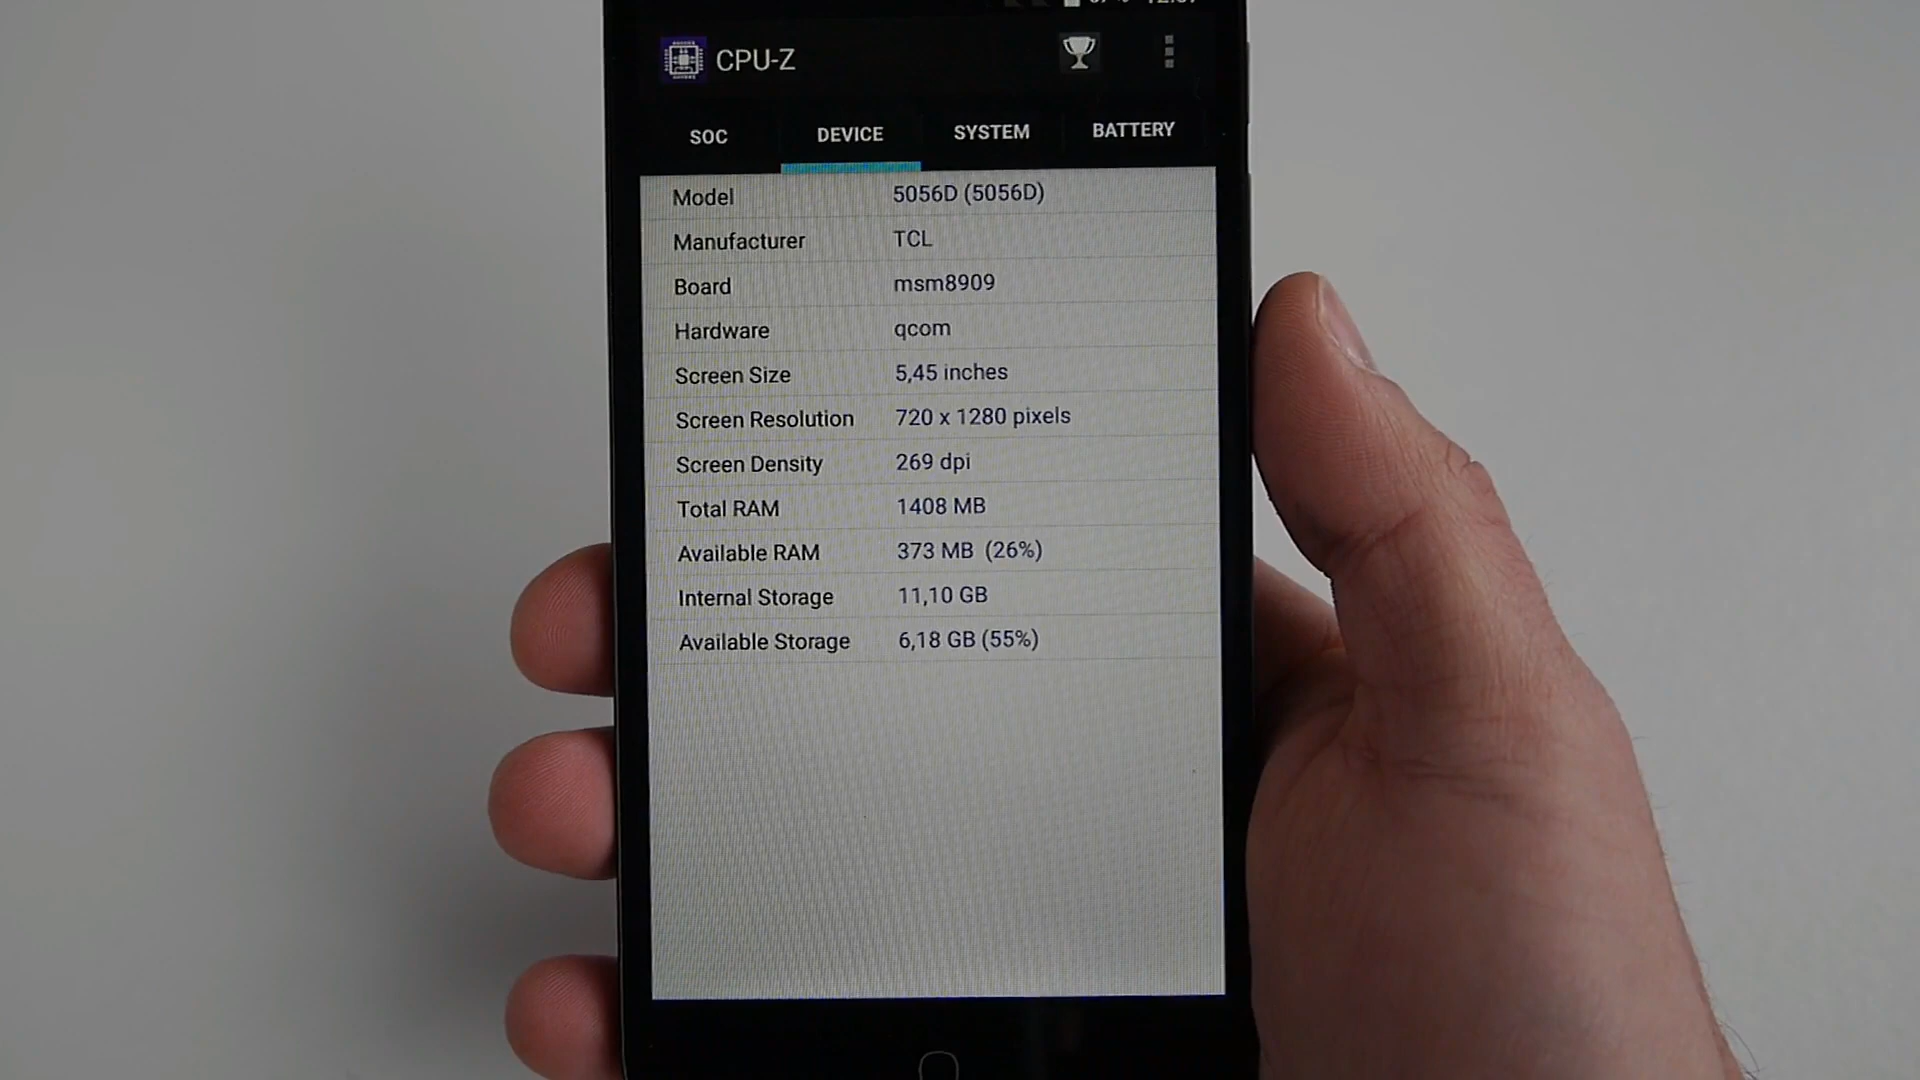 CPU-Z
SOC DEVICE SYSTEM BATTERY
Model 5056D (5056D)
Manufacturer TCL
Board msm8909
Hardware qcom
Screen Size 5,45 inches
Screen Resolution 720 x 1280 pixels
Screen Density 269 dpi
Total RAM 1408 MB
Available RAM 373 MB (26%)
Internal Storage 11,10 GB
Available Storage 6,18 GB (55%)